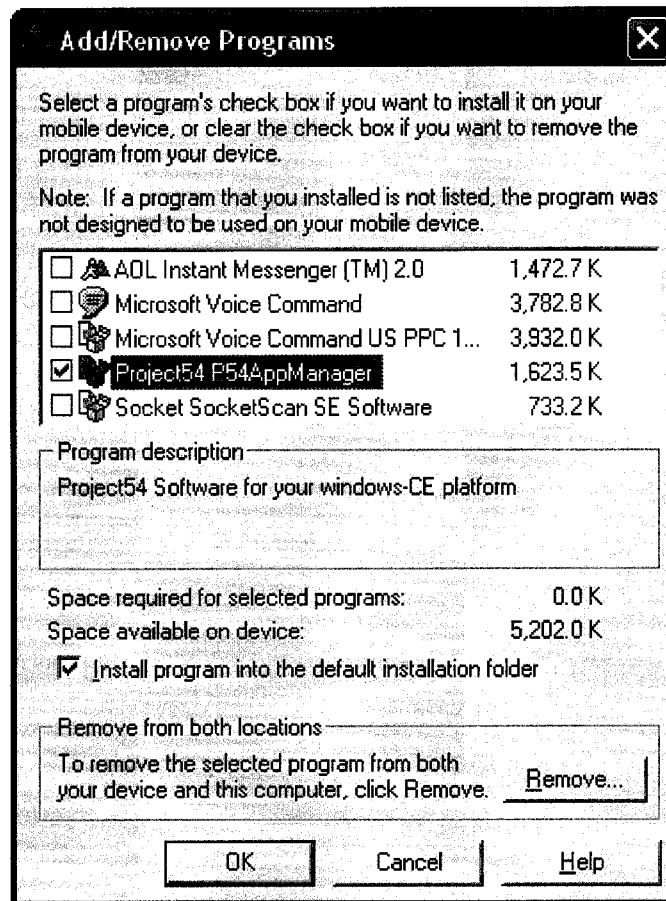 Add/Remove Programs
Select a program's check box if you want to install it on your
mobile device, or clear the check box if you want to remove the
program from your device.
Note: If a program that you installed is not listed, the program was
not designed to be used on your mobile device.
AOL Instant Messenger (TM) 2.0 1,472.7 K
Microsoft Voice Command 3,782.8 K
Microsoft Voice Command US PPC 1... 3,932.0 K
Project54 P54AppManager 1,623.5 K
Socket SocketScan SE Software 733.2 K
Program description
Project54 Software for your windows-CE platform
Space required for selected programs: 0.0 K
Space available on device: 5,202.0 K
Install program into the default installation folder
Remove from both locations
To remove the selected program from both
your device and this computer, click Remove.
Remove...
OK Cancel Help